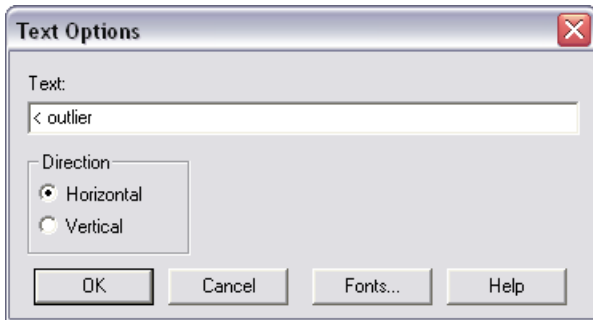 Text Options
Text:
< outlier
Direction
Horizontal
Vertical
OK Cancel Fonts... Help